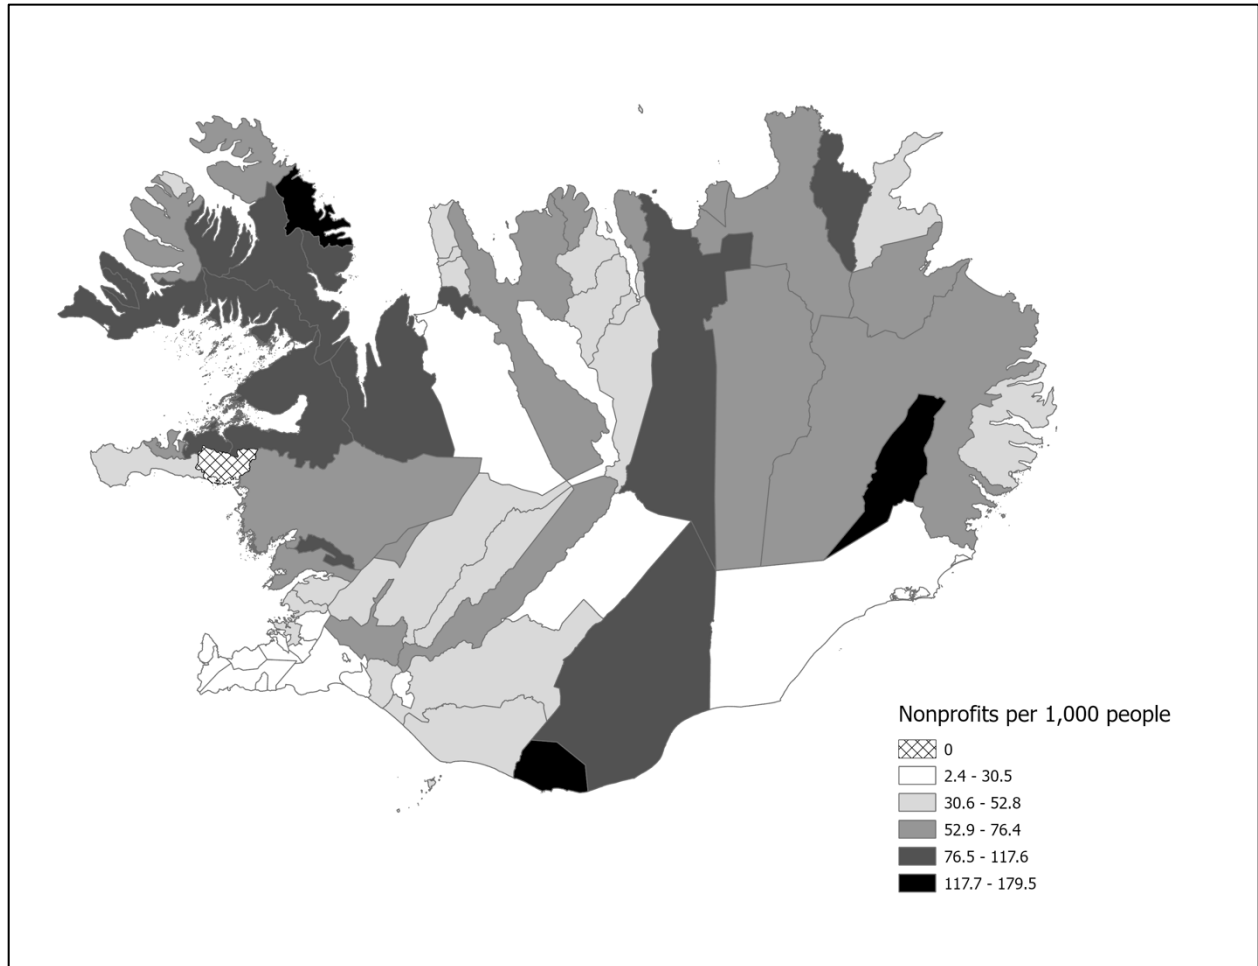 Nonprofits per 1,000 people
0
2.4 - 30.5
30.6 - 52.8
52.9 - 76.4
76.5 - 117.6
117.7 - 179.5